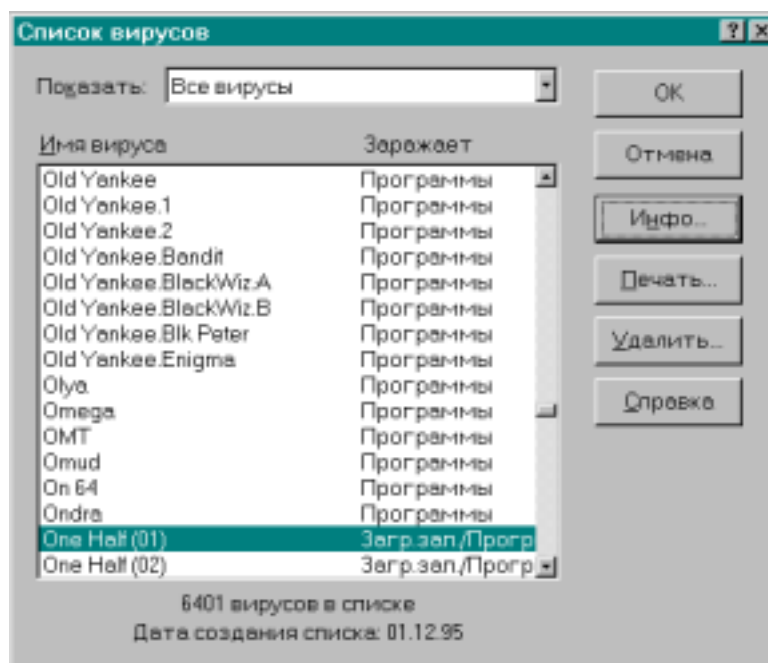 Список вирусов
Показать: Все вирусы
OK
Имя вируса Заражает
Отмена
Old Yankee Программы
Old Yankee.1 Программы
Old Yankee.2 Программы
Инфо...
Old Yankee.Bandit Программы
Old Yankee.BlackWiz.A Программы
Печать...
Old Yankee.BlackWiz.B Программы
Old Yankee.Blk Peter Программы
Удалить...
Old Yankee.Enigma Программы
Olya Программы
Omega Программы
Справка
OMT Программы
Omud Программы
On 64 Программы
Ondra Программы
One Half (01) Загр.зап./Прогр
One Half (02) Загр.зап./Прогр
6401 вирусов в списке
Дата создания списка: 01.12.95